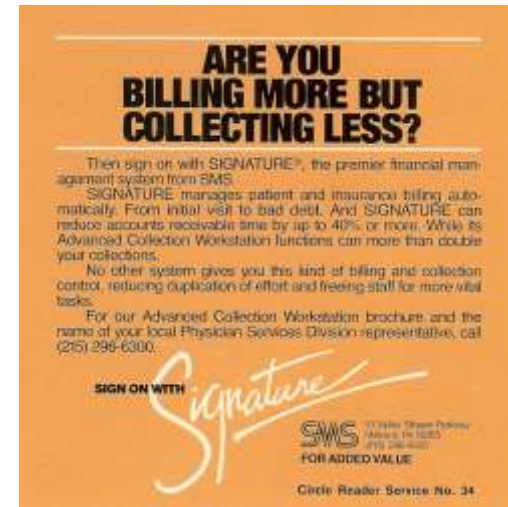 ARE YOU
BILLING MORE BUT
COLLECTING LESS?
Then sign on with SIGNATURE®, the premier financial man-
agement system from SMS.
SIGNATURE manages patient and insurance billing auto-
matically. From initial visit to bad debt. And SIGNATURE can
reduce accounts receivable time by up to 40% or more. While its
Advanced Collection Workstation functions can more than double
your collections.
No other system gives you this kind of billing and collection
control, reducing duplication of effort and freeing staff for more vital
tasks.
For our Advanced Collection Workstation brochure and the
name of your local Physician Services Division representative, call
(215) 296-6300.
SIGN ON WITH Signature
SMS
Malvern, PA
FOR ADDED VALUE
Circle Reader Service No. 34